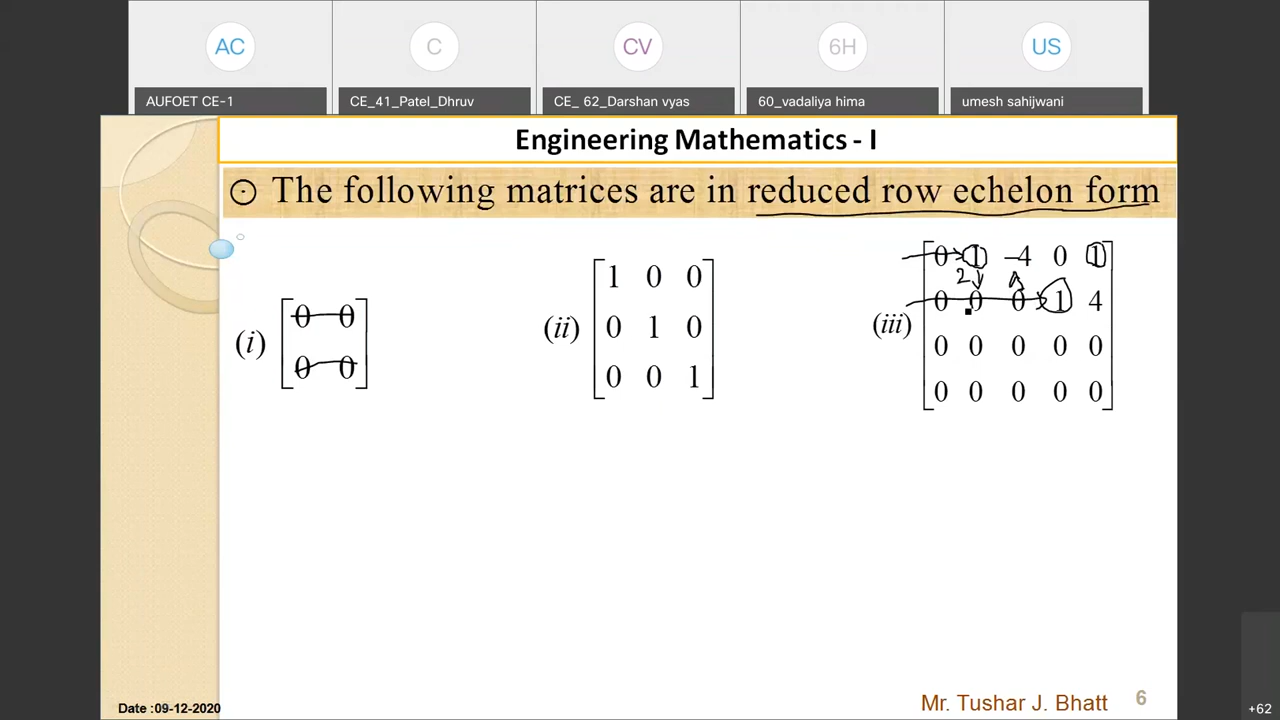 AC C CV 6H US
AUFOET CE-1 CE_41_Patel_Dhruv CE_ 62_Darshan vyas 60_vadaliya hima umesh sahijwani
Engineering Mathematics - I
⊙ The following matrices are in reduced row echelon form
(i)
0 0
0 0
(ii)
1 0 0
0 1 0
0 0 1
(iii)
0 1 –4 0 1
2
0 0 0 1 4
0 0 0 0 0
0 0 0 0 0
Date :09-12-2020
Mr. Tushar J. Bhatt 6
+62